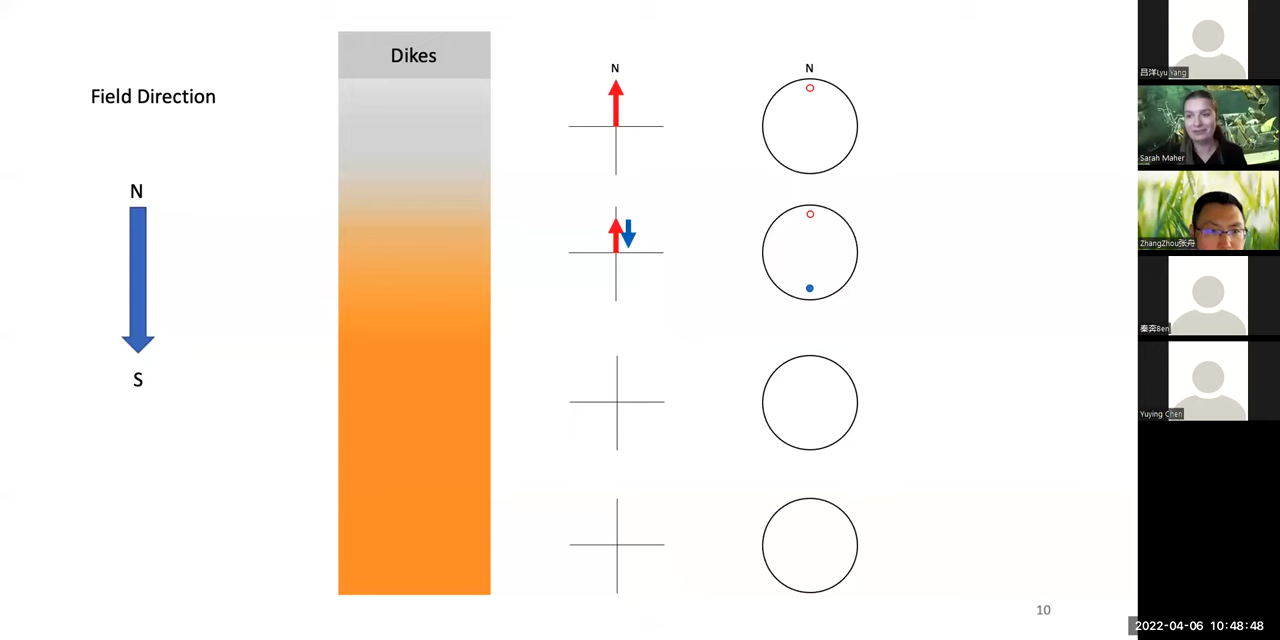 Dikes
Field Direction
N
S
N
N
10
吕洋Lyu Yang
Sarah Maher
ZhangZhou张舟
秦奔Ben
Yuying Chen
2022-04-06 10:48:48